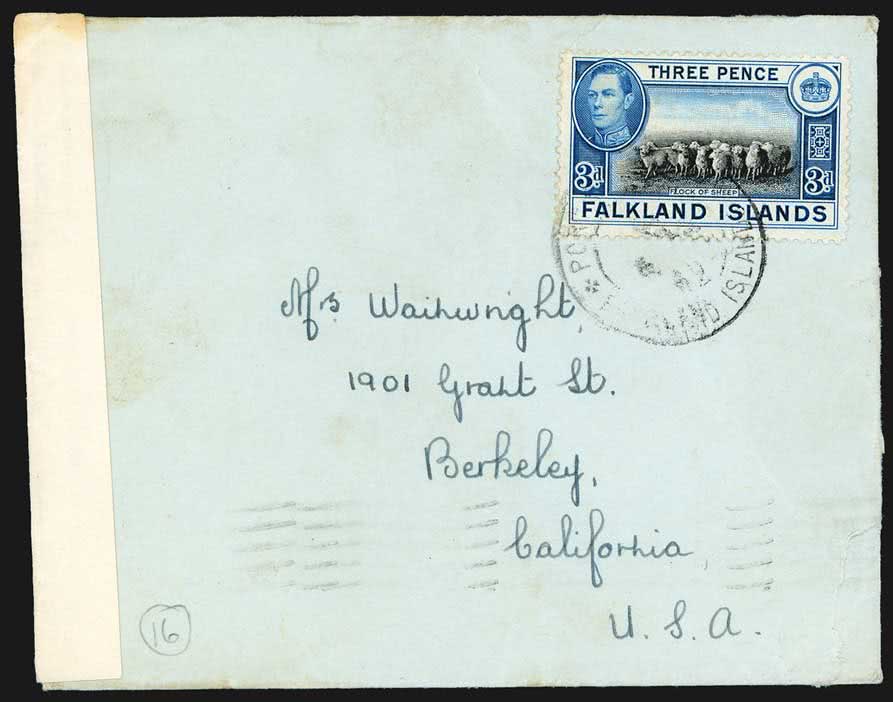 THREE PENCE
3d 3d
FLOCK OF SHEEP
FALKLAND ISLANDS
Mrs Wainwright,
1901 Grant St.
Berkeley,
California
U. S. A.
16